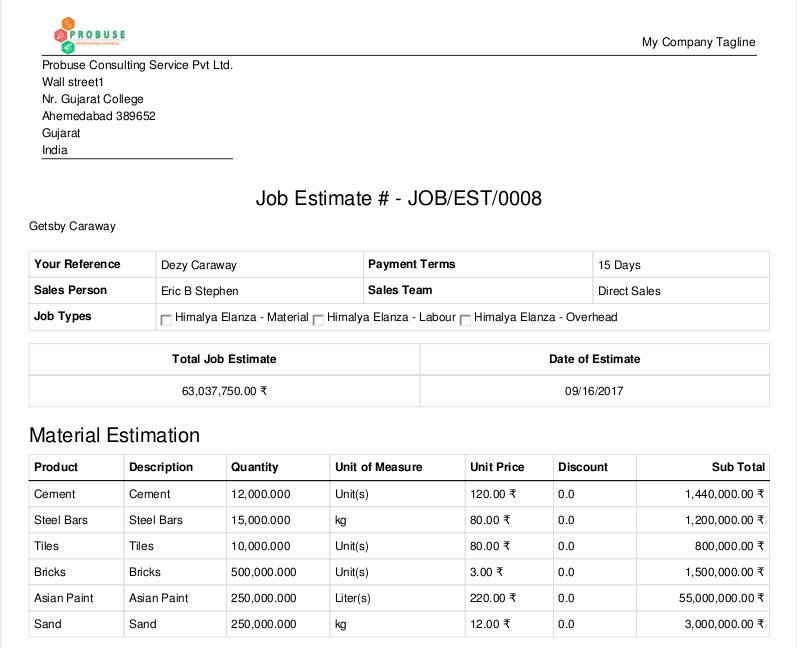 PROBUSE
My Company Tagline
Probuse Consulting Service Pvt Ltd.
Wall street1
Nr. Gujarat College
Ahemedabad 389652
Gujarat
India
Job Estimate # - JOB/EST/0008
Getsby Caraway
Your Reference Dezy Caraway Payment Terms 15 Days
Sales Person Eric B Stephen Sales Team Direct Sales
Job Types Himalya Elanza - Material Himalya Elanza - Labour Himalya Elanza - Overhead
Total Job Estimate Date of Estimate
63,037,750.00 ₹ 09/16/2017
Material Estimation
Product Description Quantity Unit of Measure Unit Price Discount Sub Total
Cement Cement 12,000.000 Unit(s) 120.00 ₹ 0.0 1,440,000.00 ₹
Steel Bars Steel Bars 15,000.000 kg 80.00 ₹ 0.0 1,200,000.00 ₹
Tiles Tiles 10,000.000 Unit(s) 80.00 ₹ 0.0 800,000.00 ₹
Bricks Bricks 500,000.000 Unit(s) 3.00 ₹ 0.0 1,500,000.00 ₹
Asian Paint Asian Paint 250,000.000 Liter(s) 220.00 ₹ 0.0 55,000,000.00 ₹
Sand Sand 250,000.000 kg 12.00 ₹ 0.0 3,000,000.00 ₹